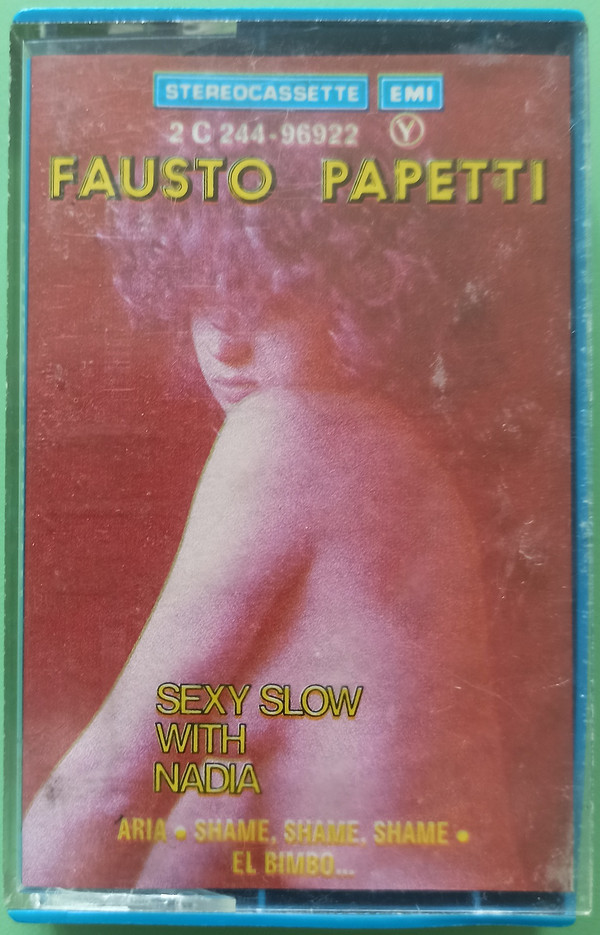 STEREOCASSETTE EMI
2 C 244-96922 Y
FAUSTO PAPETTI
SEXY SLOW
WITH
NADIA
ARIA • SHAME, SHAME, SHAME •
EL BIMBO...